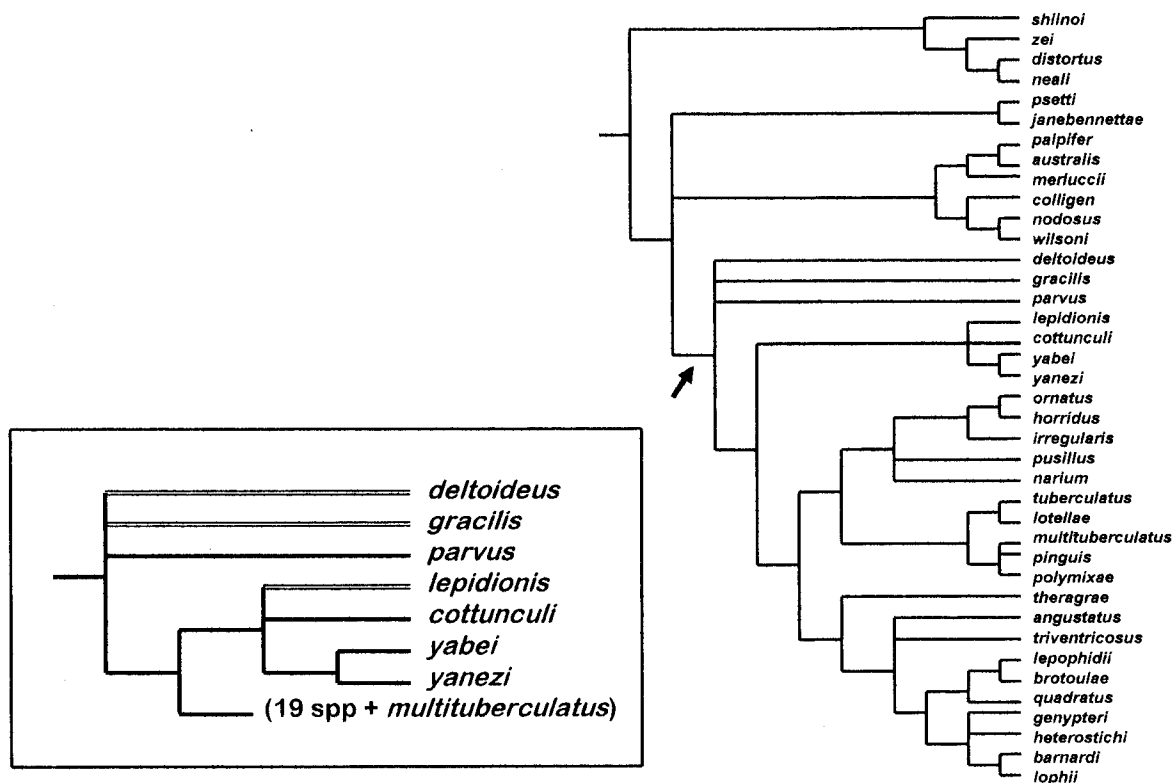 shiinoi
zei
distortus
neali
psetti
janebennettae
palpifer
australis
merluccii
colligen
nodosus
wilsoni
deltoideus
gracilis
parvus
lepidionis
cottunculi
yabei
yanezi
ornatus
horridus
irregularis
pusillus
narium
tuberculatus
lotellae
multituberculatus
pinguis
polymixae
theragrae
angustatus
triventricosus
lepophidii
brotoulae
quadratus
genypteri
heterostichi
barnardi
lophii
deltoideus
gracilis
parvus
lepidionis
cottunculi
yabei
yanezi
(19 spp + multituberculatus)